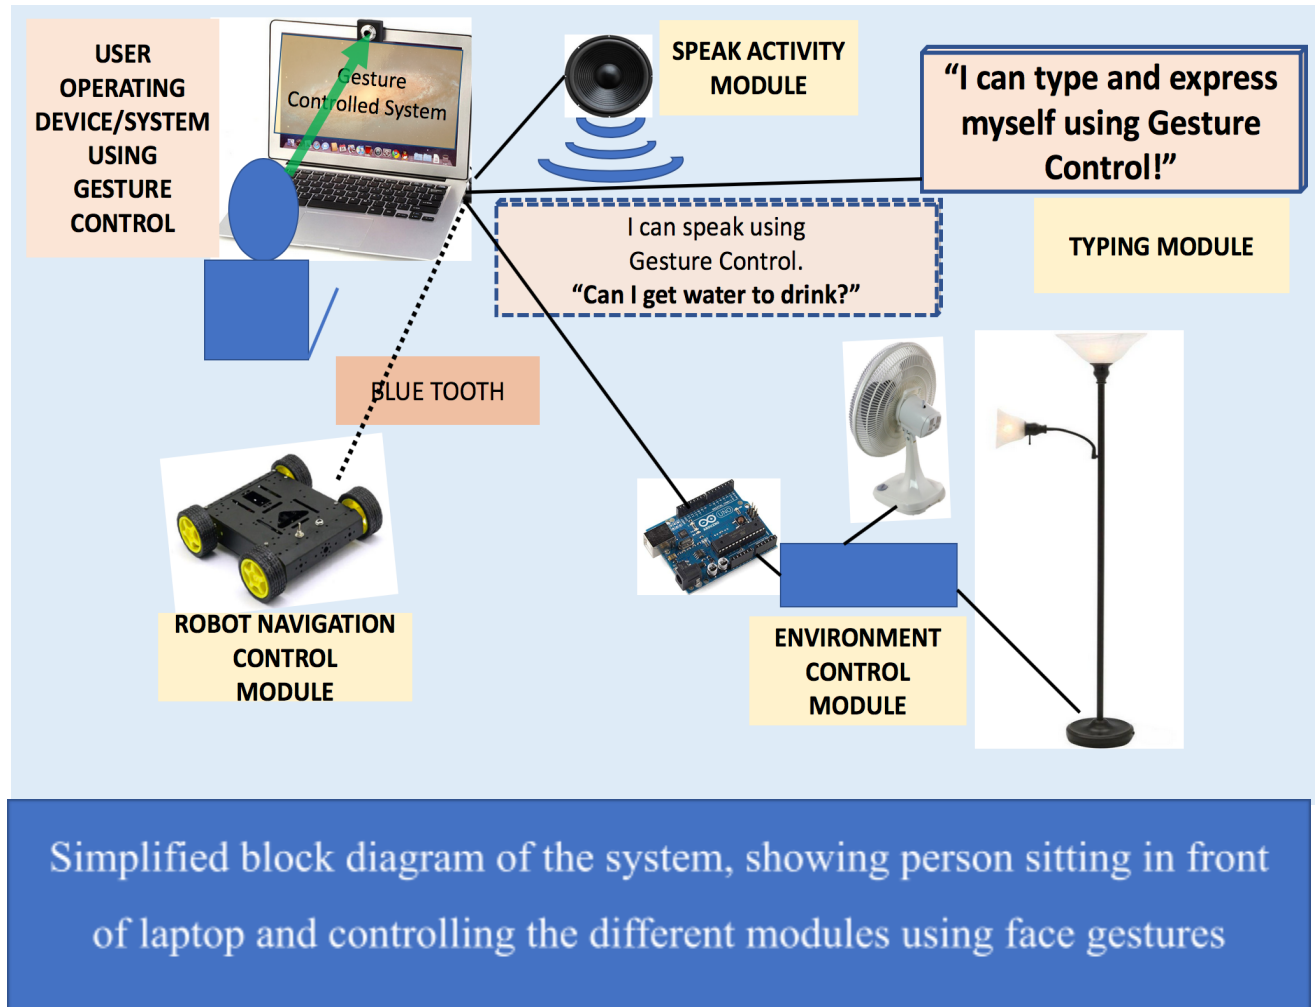 USER
OPERATING
DEVICE/SYSTEM
USING
GESTURE
CONTROL
Gesture
Controlled System
SPEAK ACTIVITY
MODULE
“I can type and express
myself using Gesture
Control!”
TYPING MODULE
I can speak using
Gesture Control.
“Can I get water to drink?”
BLUE TOOTH
UNO
ROBOT NAVIGATION
CONTROL
MODULE
ENVIRONMENT
CONTROL
MODULE
Simplified block diagram of the system, showing person sitting in front
of laptop and controlling the different modules using face gestures